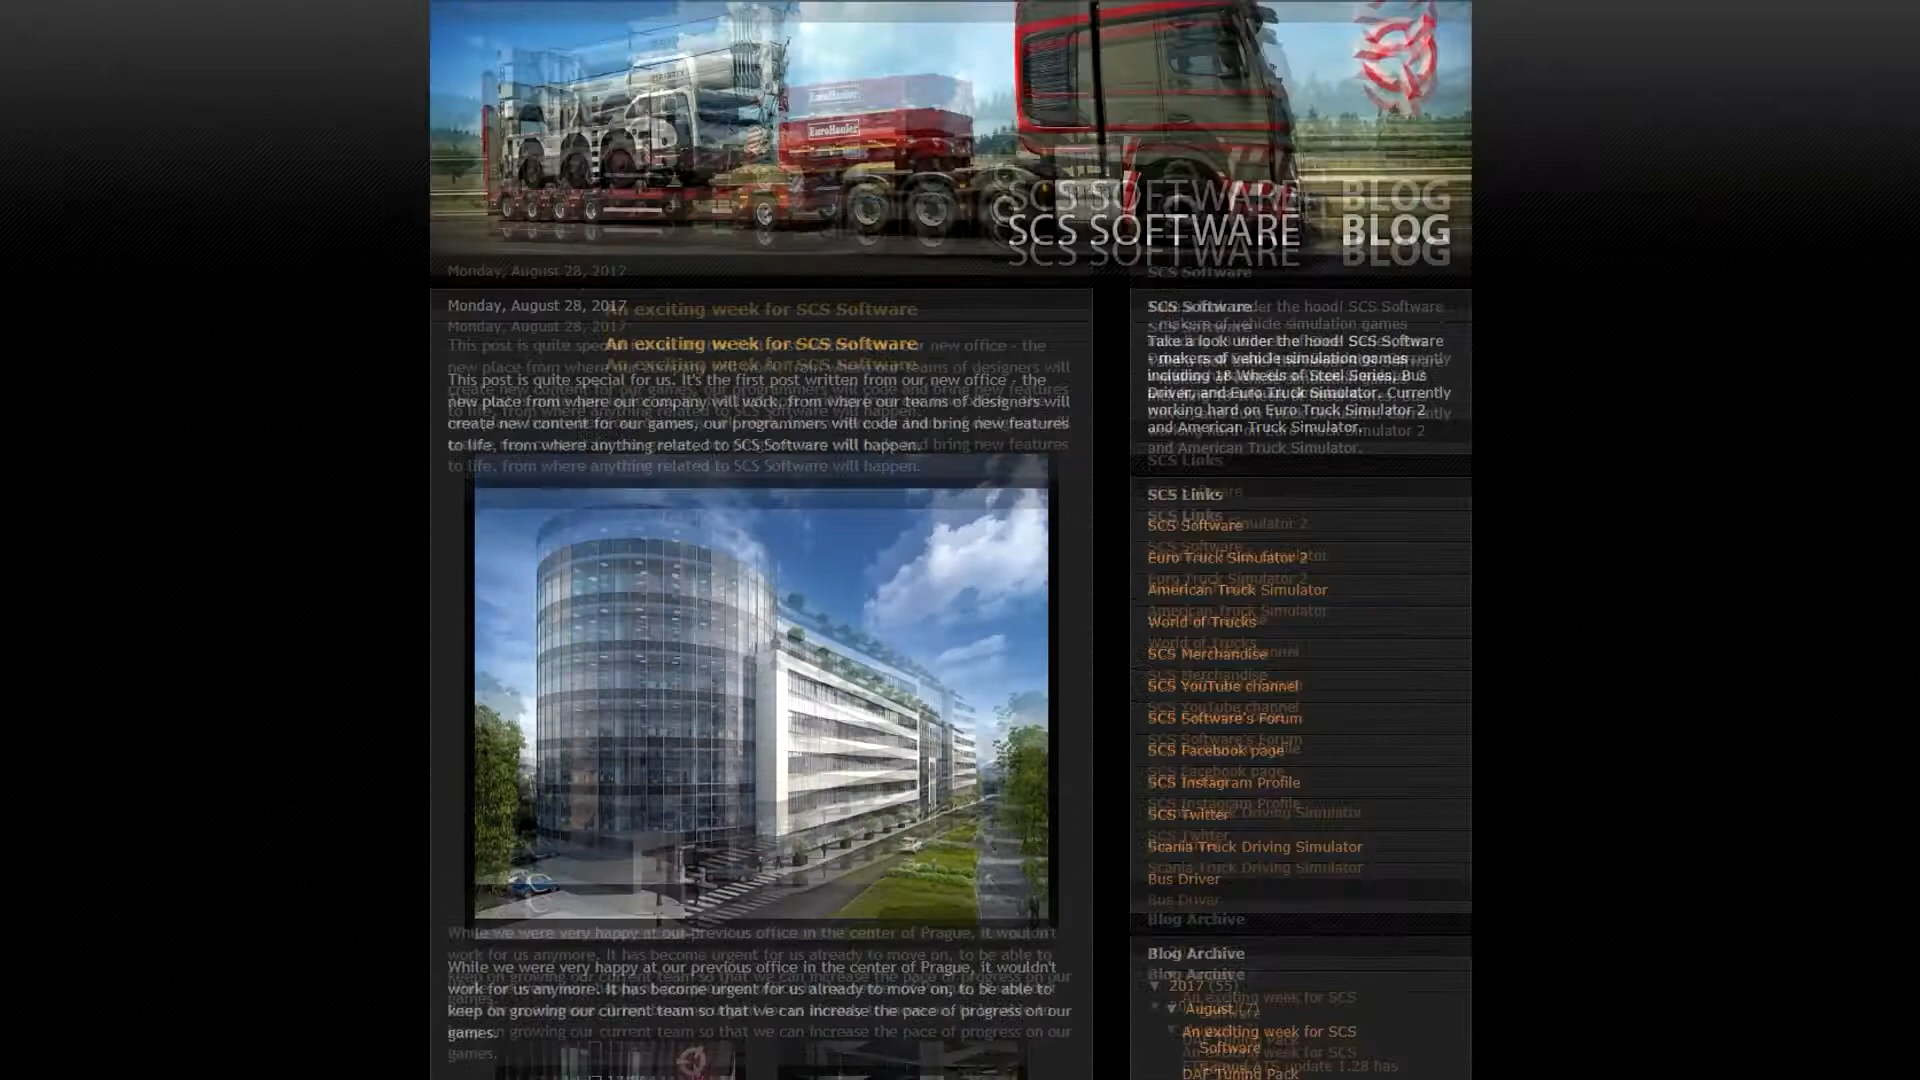 EuroHauler
SCS SOFTWARE BLOG
Monday, August 28, 2017
An exciting week for SCS Software
This post is quite special for us. It's the first post written from our new office - the
new place from where our company will work, from where our teams of designers will
create new content for our games, our programmers will code and bring new features
to life, from where anything related to SCS Software will happen.
While we were very happy at our previous office in the center of Prague, it wouldn't
work for us anymore. It has become urgent for us already to move on, to be able to
keep on growing our current team so that we can increase the pace of progress on our
games.
SCS Software
Take a look under the hood! SCS Software
- makers of vehicle simulation games
including 18 Wheels of Steel Series, Bus
Driver, and Euro Truck Simulator. Currently
working hard on Euro Truck Simulator 2
and American Truck Simulator.
SCS Links
SCS Software
Euro Truck Simulator 2
American Truck Simulator
World of Trucks
SCS Merchandise
SCS YouTube channel
SCS Software's Forum
SCS Facebook page
SCS Instagram Profile
SCS Twitter
Scania Truck Driving Simulator
Bus Driver
Blog Archive
▼ 2017 (55)
▼ August (7)
An exciting week for SCS
Software
DAF Tuning Pack